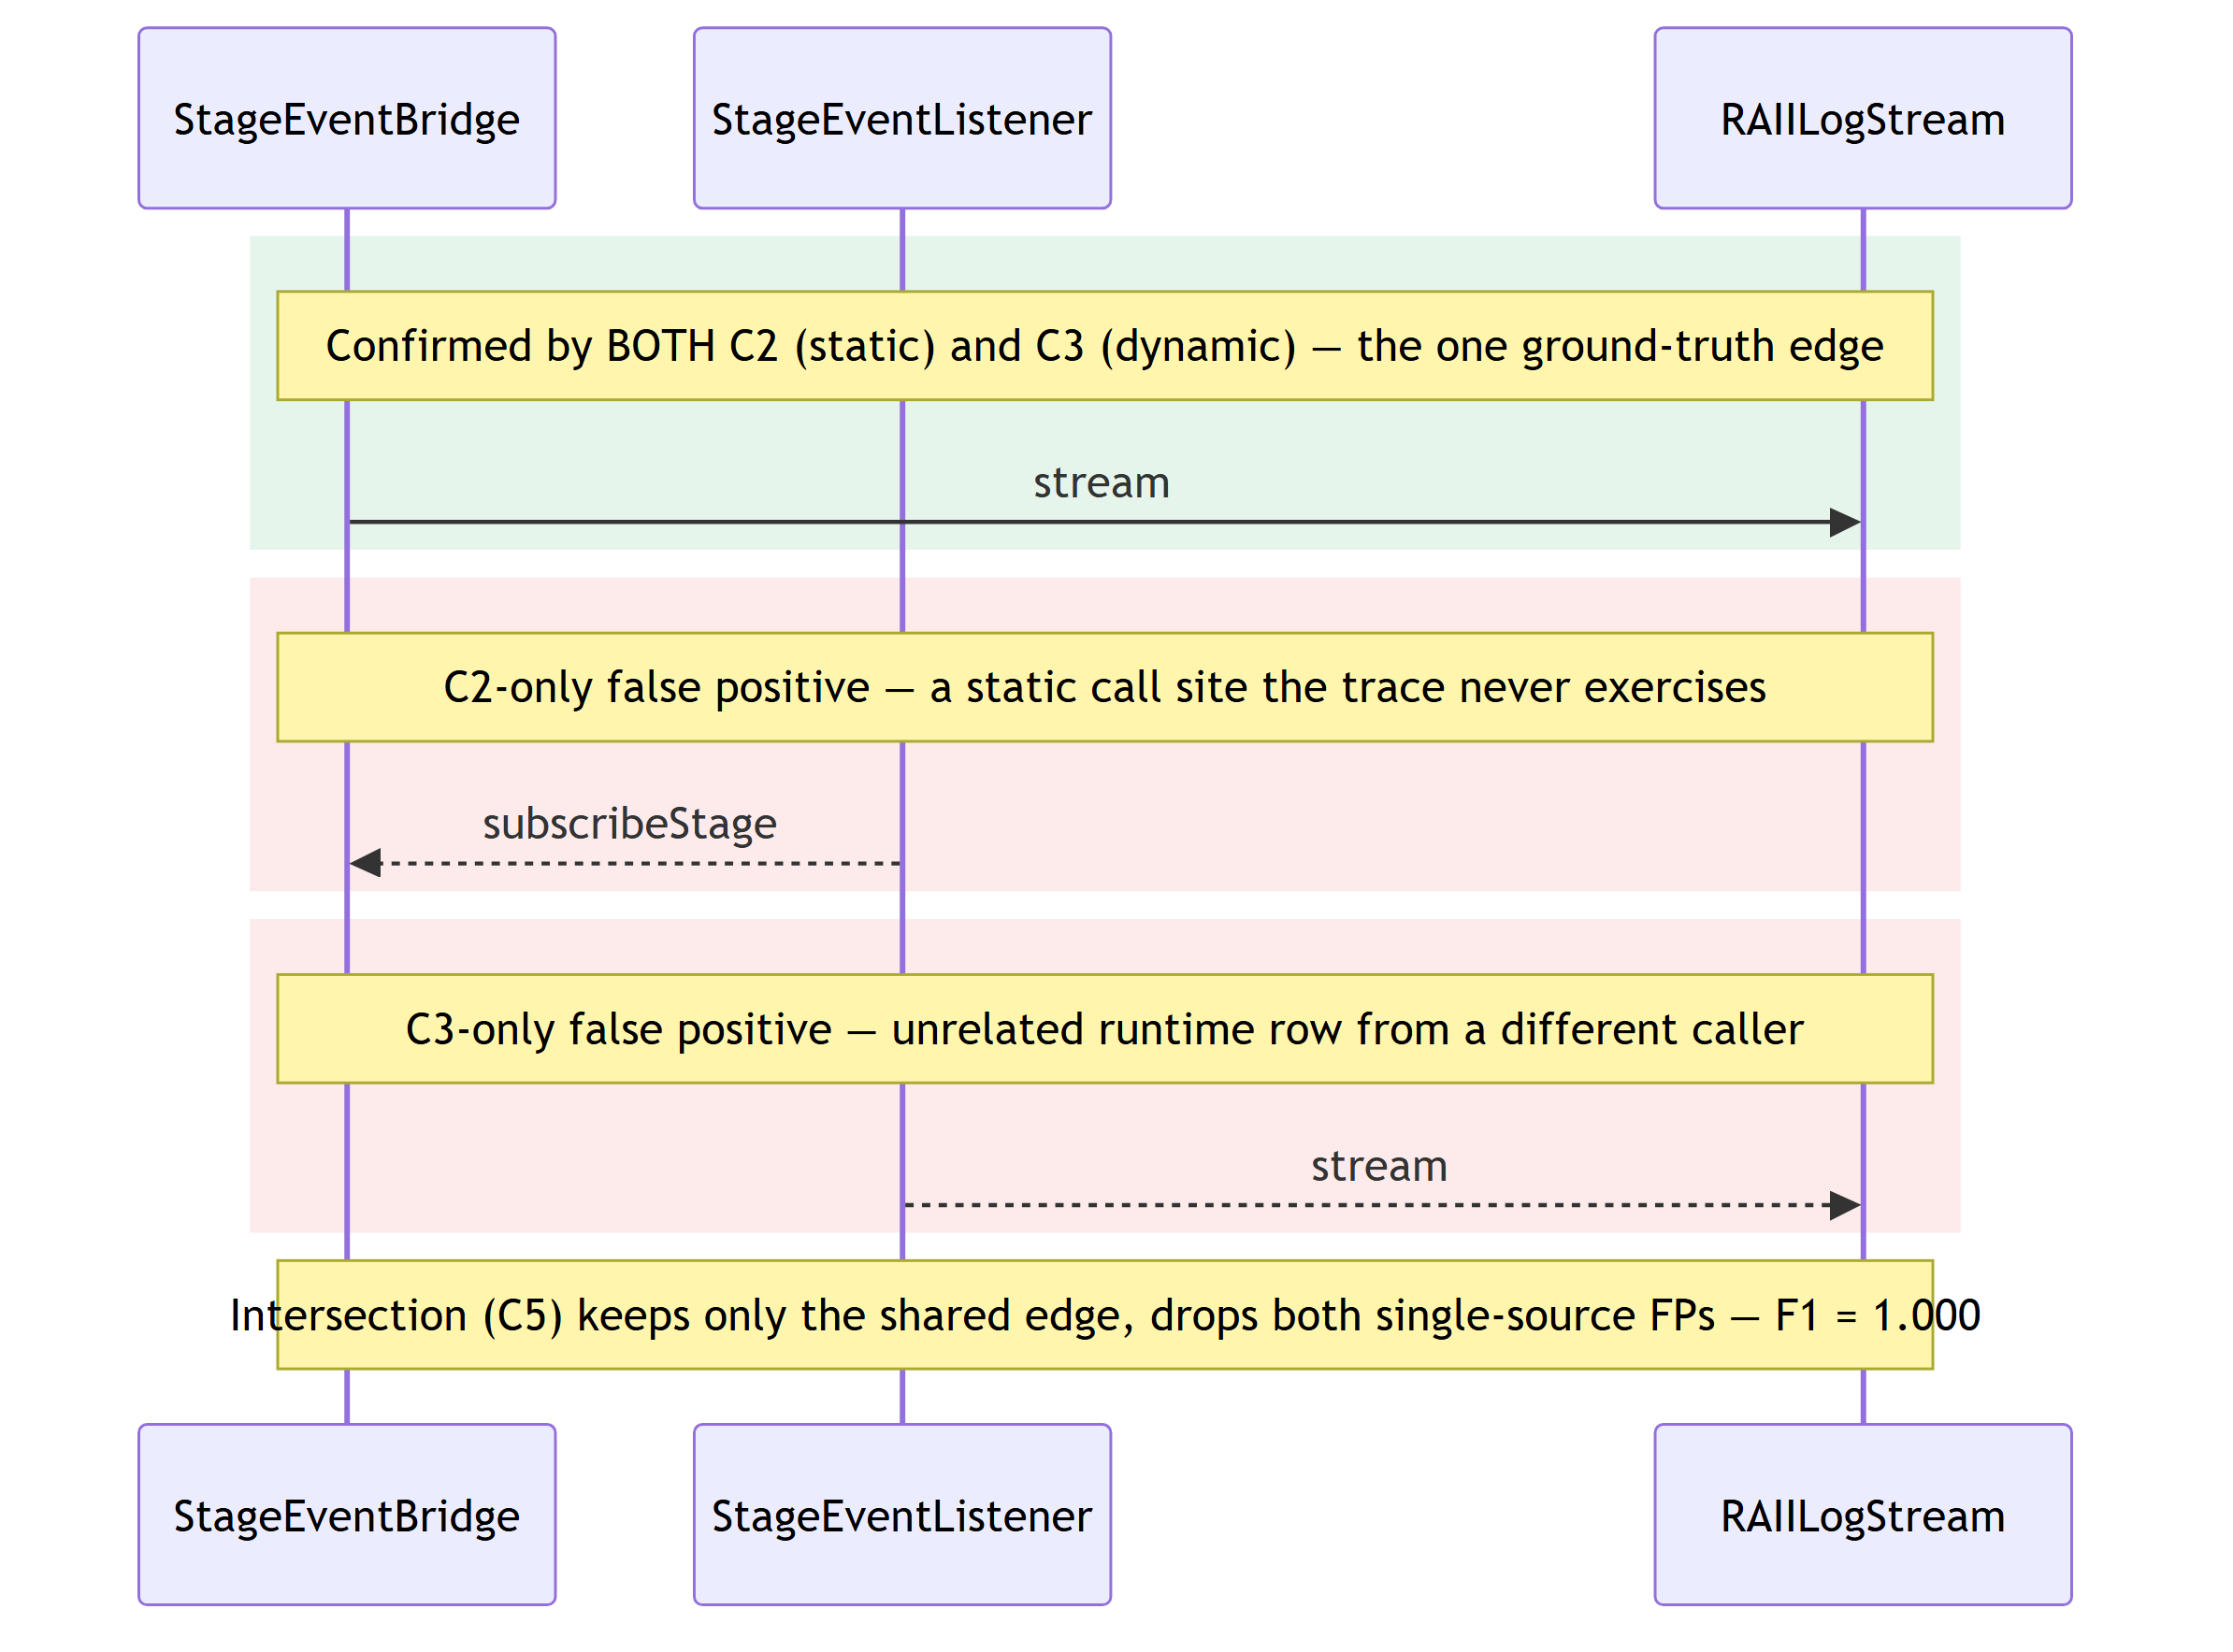 StageEventBridge
StageEventListener
RAIILogStream
Confirmed by BOTH C2 (static) and C3 (dynamic) — the one ground-truth edge
stream
C2-only false positive — a static call site the trace never exercises
subscribeStage
C3-only false positive — unrelated runtime row from a different caller
stream
Intersection (C5) keeps only the shared edge, drops both single-source FPs — F1 = 1.000
StageEventBridge
StageEventListener
RAIILogStream